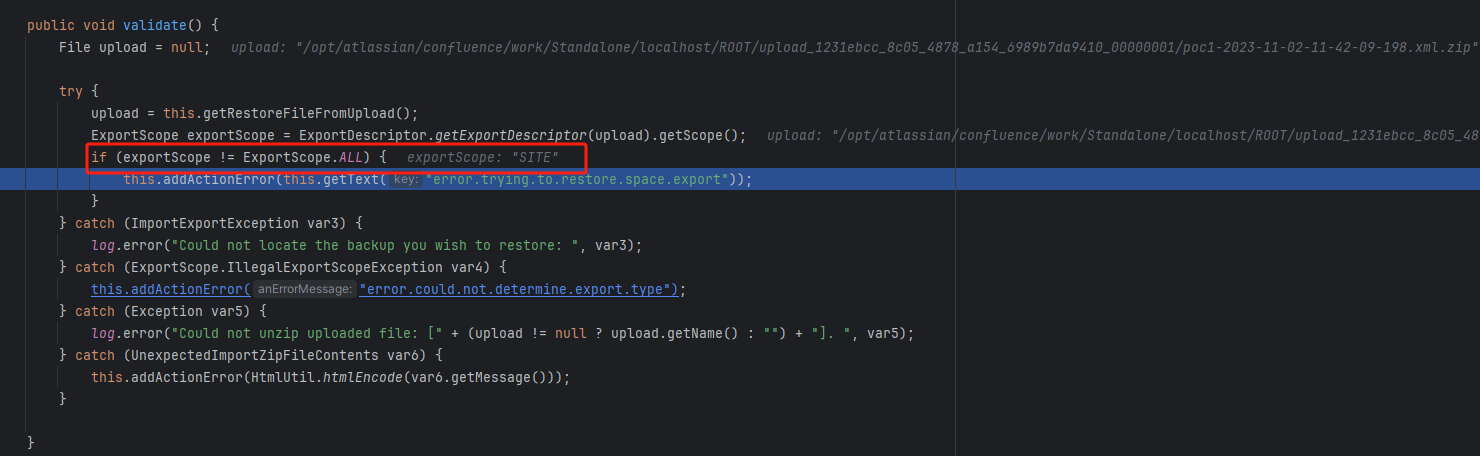 public void validate() {
File upload = null;   upload: "/opt/atlassian/confluence/work/Standalone/localhost/ROOT/upload_1231ebcc_8c05_4878_a154_6989b7da9410_00000001/poc1-2023-11-02-11-42-09-198.xml.zip"
try {
upload = this.getRestoreFileFromUpload();
ExportScope exportScope = ExportDescriptor.getExportDescriptor(upload).getScope();   upload: "/opt/atlassian/confluence/work/Standalone/localhost/ROOT/upload_1231ebcc_8c05_48
if (exportScope != ExportScope.ALL) {   exportScope: "SITE"
this.addActionError(this.getText( key: "error.trying.to.restore.space.export"));
}
} catch (ImportExportException var3) {
log.error("Could not locate the backup you wish to restore: ", var3);
} catch (ExportScope.IllegalExportScopeException var4) {
this.addActionError( anErrorMessage: "error.could.not.determine.export.type");
} catch (Exception var5) {
log.error("Could not unzip uploaded file: [" + (upload != null ? upload.getName() : "") + "]. ", var5);
} catch (UnexpectedImportZipFileContents var6) {
this.addActionError(HtmlUtil.htmlEncode(var6.getMessage()));
}
}